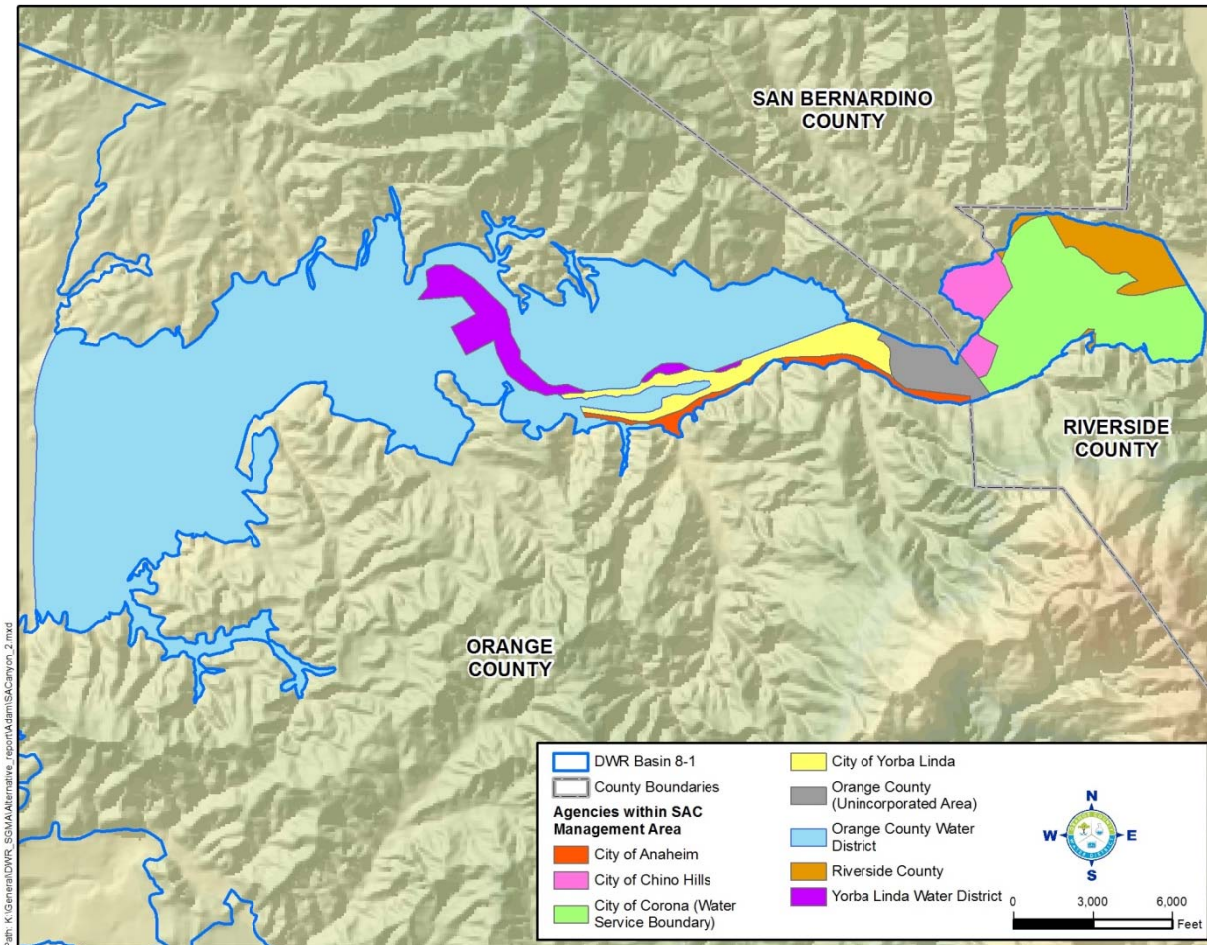 SAN BERNARDINO
COUNTY
RIVERSIDE
COUNTY
ORANGE
COUNTY
Path: K:\General\DWR_SGMA\Alternative_report\Adam\SACanyon_2.mxd
DWR Basin 8-1
County Boundaries
Agencies within SAC
Management Area
City of Anaheim
City of Chino Hills
City of Corona (Water
Service Boundary)
City of Yorba Linda
Orange County
(Unincorporated Area)
Orange County Water
District
Riverside County
Yorba Linda Water District
N
W
E
S
0 3,000 6,000
Feet